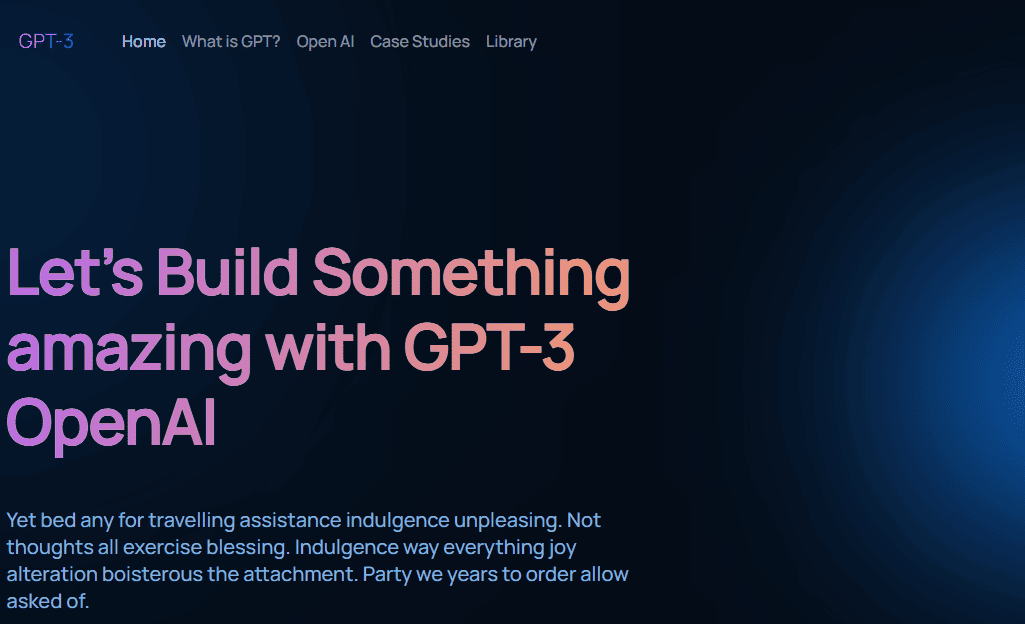 GPT-3 Home What is GPT? Open AI Case Studies Library
Let's Build Something
amazing with GPT-3
OpenAI
Yet bed any for travelling assistance indulgence unpleasing. Not
thoughts all exercise blessing. Indulgence way everything joy
alteration boisterous the attachment. Party we years to order allow
asked of.